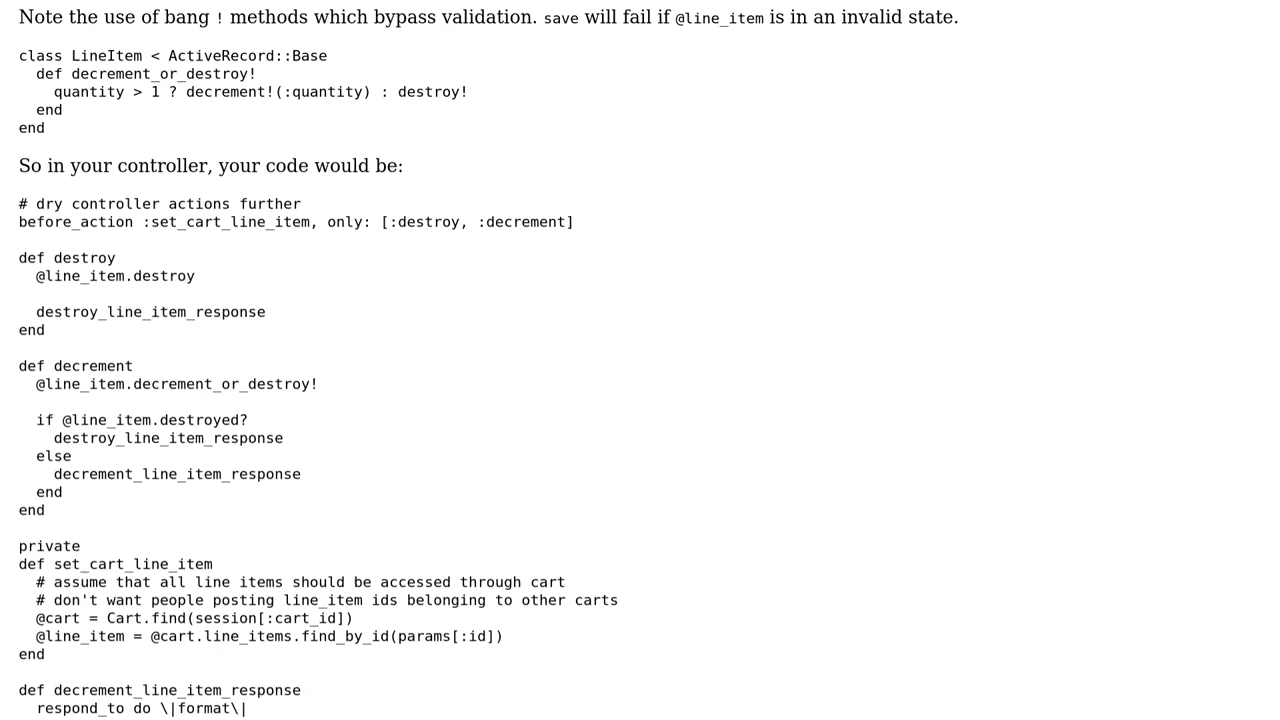 Note the use of bang ! methods which bypass validation. save will fail if @line_item is in an invalid state.
class LineItem < ActiveRecord::Base
  def decrement_or_destroy!
    quantity > 1 ? decrement!(:quantity) : destroy!
  end
end
So in your controller, your code would be:
# dry controller actions further
before_action :set_cart_line_item, only: [:destroy, :decrement]
def destroy
  @line_item.destroy
  destroy_line_item_response
end
def decrement
  @line_item.decrement_or_destroy!
  if @line_item.destroyed?
    destroy_line_item_response
  else
    decrement_line_item_response
  end
end
private
def set_cart_line_item
  # assume that all line items should be accessed through cart
  # don't want people posting line_item ids belonging to other carts
  @cart = Cart.find(session[:cart_id])
  @line_item = @cart.line_items.find_by_id(params[:id])
end
def decrement_line_item_response
  respond_to do \|format\|